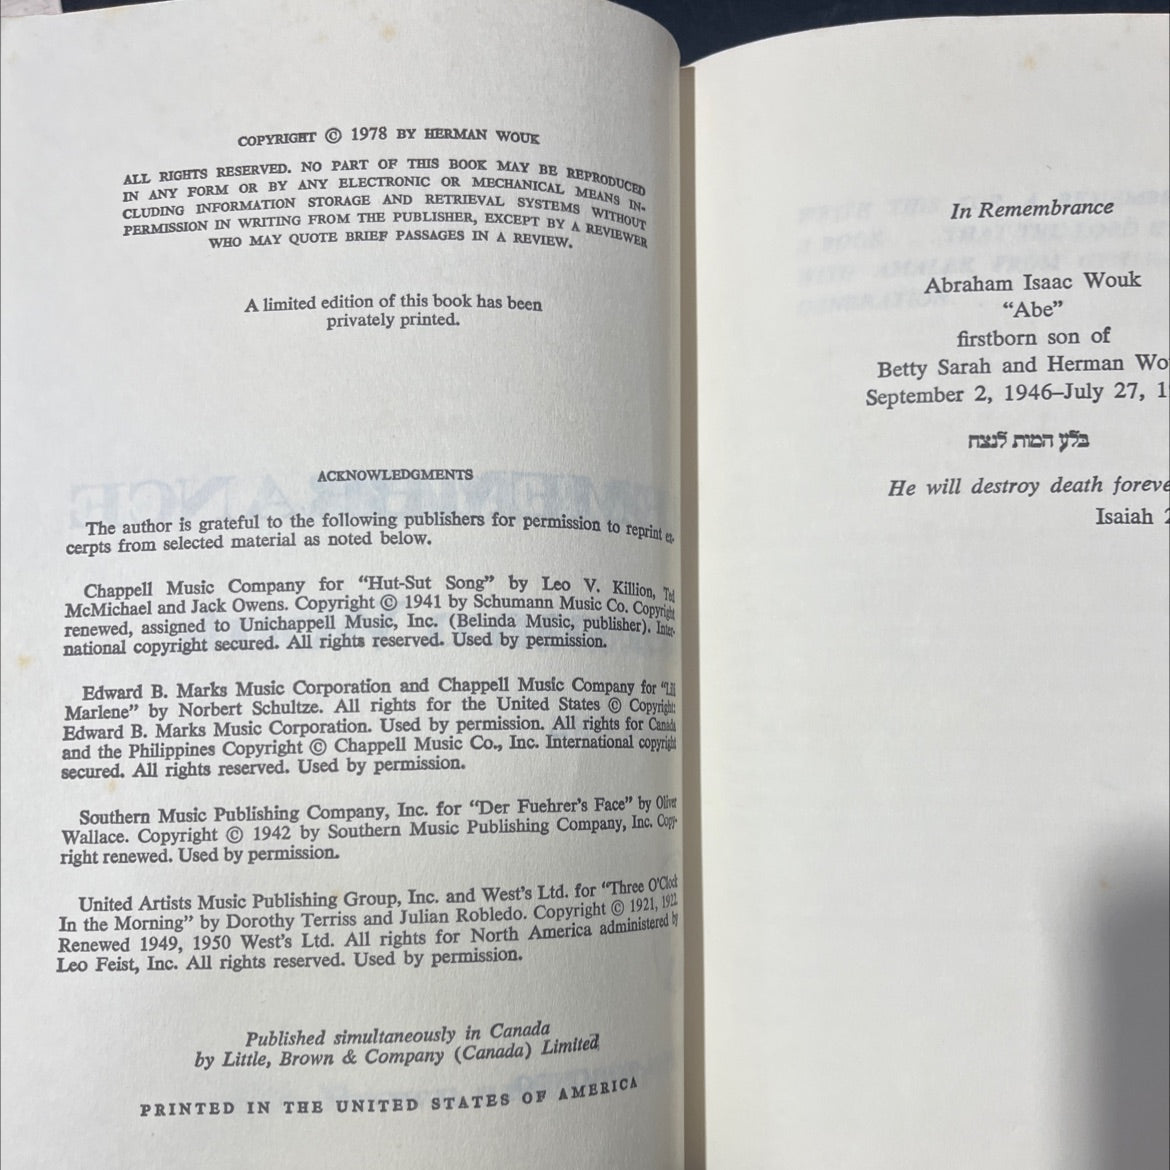 COPYRIGHT © 1978 BY HERMAN WOUK
ALL RIGHTS RESERVED. NO PART OF THIS BOOK MAY BE REPRODUCED
IN ANY FORM OR BY ANY ELECTRONIC OR MECHANICAL MEANS IN-
CLUDING INFORMATION STORAGE AND RETRIEVAL SYSTEMS WITHOUT
PERMISSION IN WRITING FROM THE PUBLISHER, EXCEPT BY A REVIEWER
WHO MAY QUOTE BRIEF PASSAGES IN A REVIEW.
A limited edition of this book has been
privately printed.
ACKNOWLEDGMENTS
The author is grateful to the following publishers for permission to reprint ex-
cerpts from selected material as noted below.
Chappell Music Company for “Hut-Sut Song” by Leo V. Killion, Ted
McMichael and Jack Owens. Copyright © 1941 by Schumann Music Co. Copyright
renewed, assigned to Unichappell Music, Inc. (Belinda Music, publisher). Inter-
national copyright secured. All rights reserved. Used by permission.
Edward B. Marks Music Corporation and Chappell Music Company for “Lili
Marlene” by Norbert Schultze. All rights for the United States © Copyright:
Edward B. Marks Music Corporation. Used by permission. All rights for Canada
and the Philippines Copyright © Chappell Music Co., Inc. International copyright
secured. All rights reserved. Used by permission.
Southern Music Publishing Company, Inc. for “Der Fuehrer’s Face” by Oliver
Wallace. Copyright © 1942 by Southern Music Publishing Company, Inc. Copy-
right renewed. Used by permission.
United Artists Music Publishing Group, Inc. and West’s Ltd. for “Three O’Clock
In the Morning” by Dorothy Terriss and Julian Robledo. Copyright © 1921, 1922.
Renewed 1949, 1950 West’s Ltd. All rights for North America administered by
Leo Feist, Inc. All rights reserved. Used by permission.
Published simultaneously in Canada
by Little, Brown & Company (Canada) Limited
PRINTED IN THE UNITED STATES OF AMERICA
In Remembrance
Abraham Isaac Wouk
“Abe”
firstborn son of
Betty Sarah and Herman Wo
September 2, 1946–July 27, 1
בלע המות לנצח
He will destroy death foreve
Isaiah 2